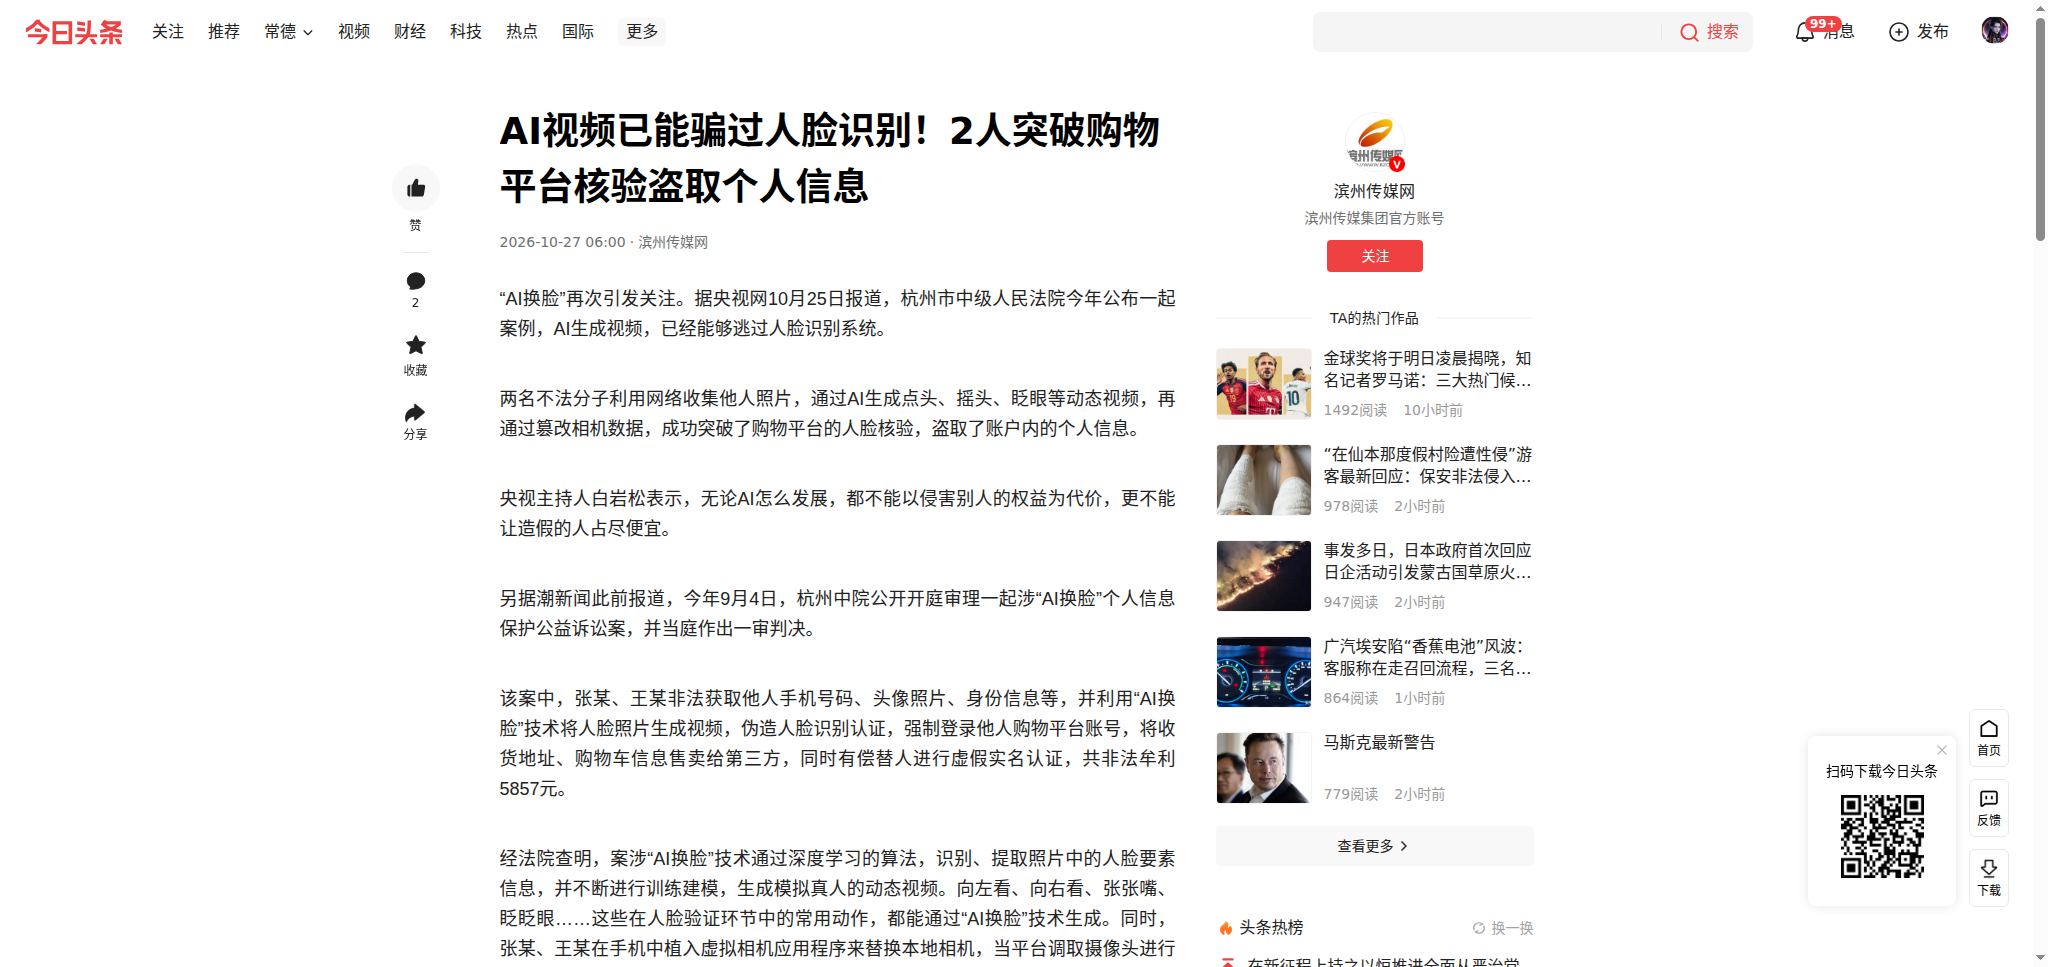 今日头条 关注 推荐 常德 视频 财经 科技 热点 国际 更多 搜索 99+ 消息 发布
AI视频已能骗过人脸识别！2人突破购物
平台核验盗取个人信息
2026-10-27 06:00 · 滨州传媒网
赞
2
收藏
分享
“AI换脸”再次引发关注。据央视网10月25日报道，杭州市中级人民法院今年公布一起
案例，AI生成视频，已经能够逃过人脸识别系统。
两名不法分子利用网络收集他人照片，通过AI生成点头、摇头、眨眼等动态视频，再
通过篡改相机数据，成功突破了购物平台的人脸核验，盗取了账户内的个人信息。
央视主持人白岩松表示，无论AI怎么发展，都不能以侵害别人的权益为代价，更不能
让造假的人占尽便宜。
另据潮新闻此前报道，今年9月4日，杭州中院公开开庭审理一起涉“AI换脸”个人信息
保护公益诉讼案，并当庭作出一审判决。
该案中，张某、王某非法获取他人手机号码、头像照片、身份信息等，并利用“AI换
脸”技术将人脸照片生成视频，伪造人脸识别认证，强制登录他人购物平台账号，将收
货地址、购物车信息售卖给第三方，同时有偿替人进行虚假实名认证，共非法牟利
5857元。
经法院查明，案涉“AI换脸”技术通过深度学习的算法，识别、提取照片中的人脸要素
信息，并不断进行训练建模，生成模拟真人的动态视频。向左看、向右看、张张嘴、
眨眨眼……这些在人脸验证环节中的常用动作，都能通过“AI换脸”技术生成。同时，
张某、王某在手机中植入虚拟相机应用程序来替换本地相机，当平台调取摄像头进行
滨州传媒网
V
滨州传媒网
滨州传媒集团官方账号
关注
TA的热门作品
金球奖将于明日凌晨揭晓，知
名记者罗马诺：三大热门候...
1492阅读 10小时前
“在仙本那度假村险遭性侵”游
客最新回应：保安非法侵入...
978阅读 2小时前
事发多日，日本政府首次回应
日企活动引发蒙古国草原火...
947阅读 2小时前
广汽埃安陷“香蕉电池”风波：
客服称在走召回流程，三名...
864阅读 1小时前
马斯克最新警告
779阅读 2小时前
查看更多
头条热榜 换一换
在新征程上持之以恒推进全面从严治党
扫码下载今日头条
首页
反馈
下载